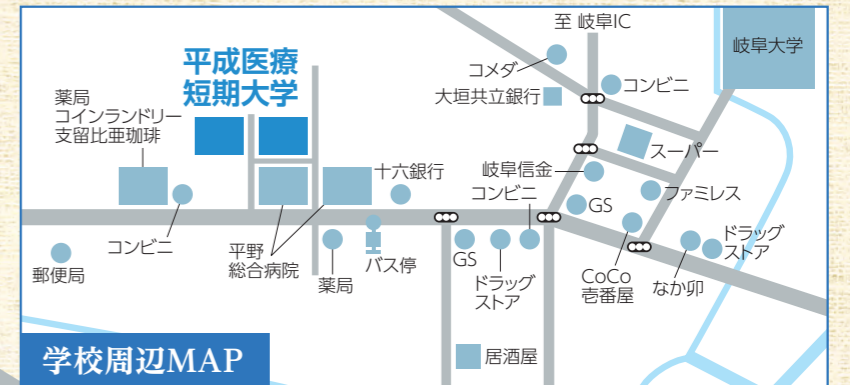 至 岐阜IC
岐阜大学
コメダ
コンビニ
大垣共立銀行
平成医療
短期大学
薬局
コインランドリー
支留比亜珈琲
スーパー
岐阜信金
十六銀行
コンビニ
ファミレス
GS
コンビニ
郵便局
平野
総合病院
薬局
バス停
GS
ドラッグ
ストア
CoCo
壱番屋
なか卯
ドラッグ
ストア
居酒屋
学校周辺MAP